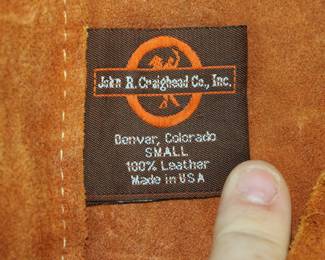 John R. Craighead Co., Inc.
Denver, Colorado
SMALL
100% Leather
Made in USA